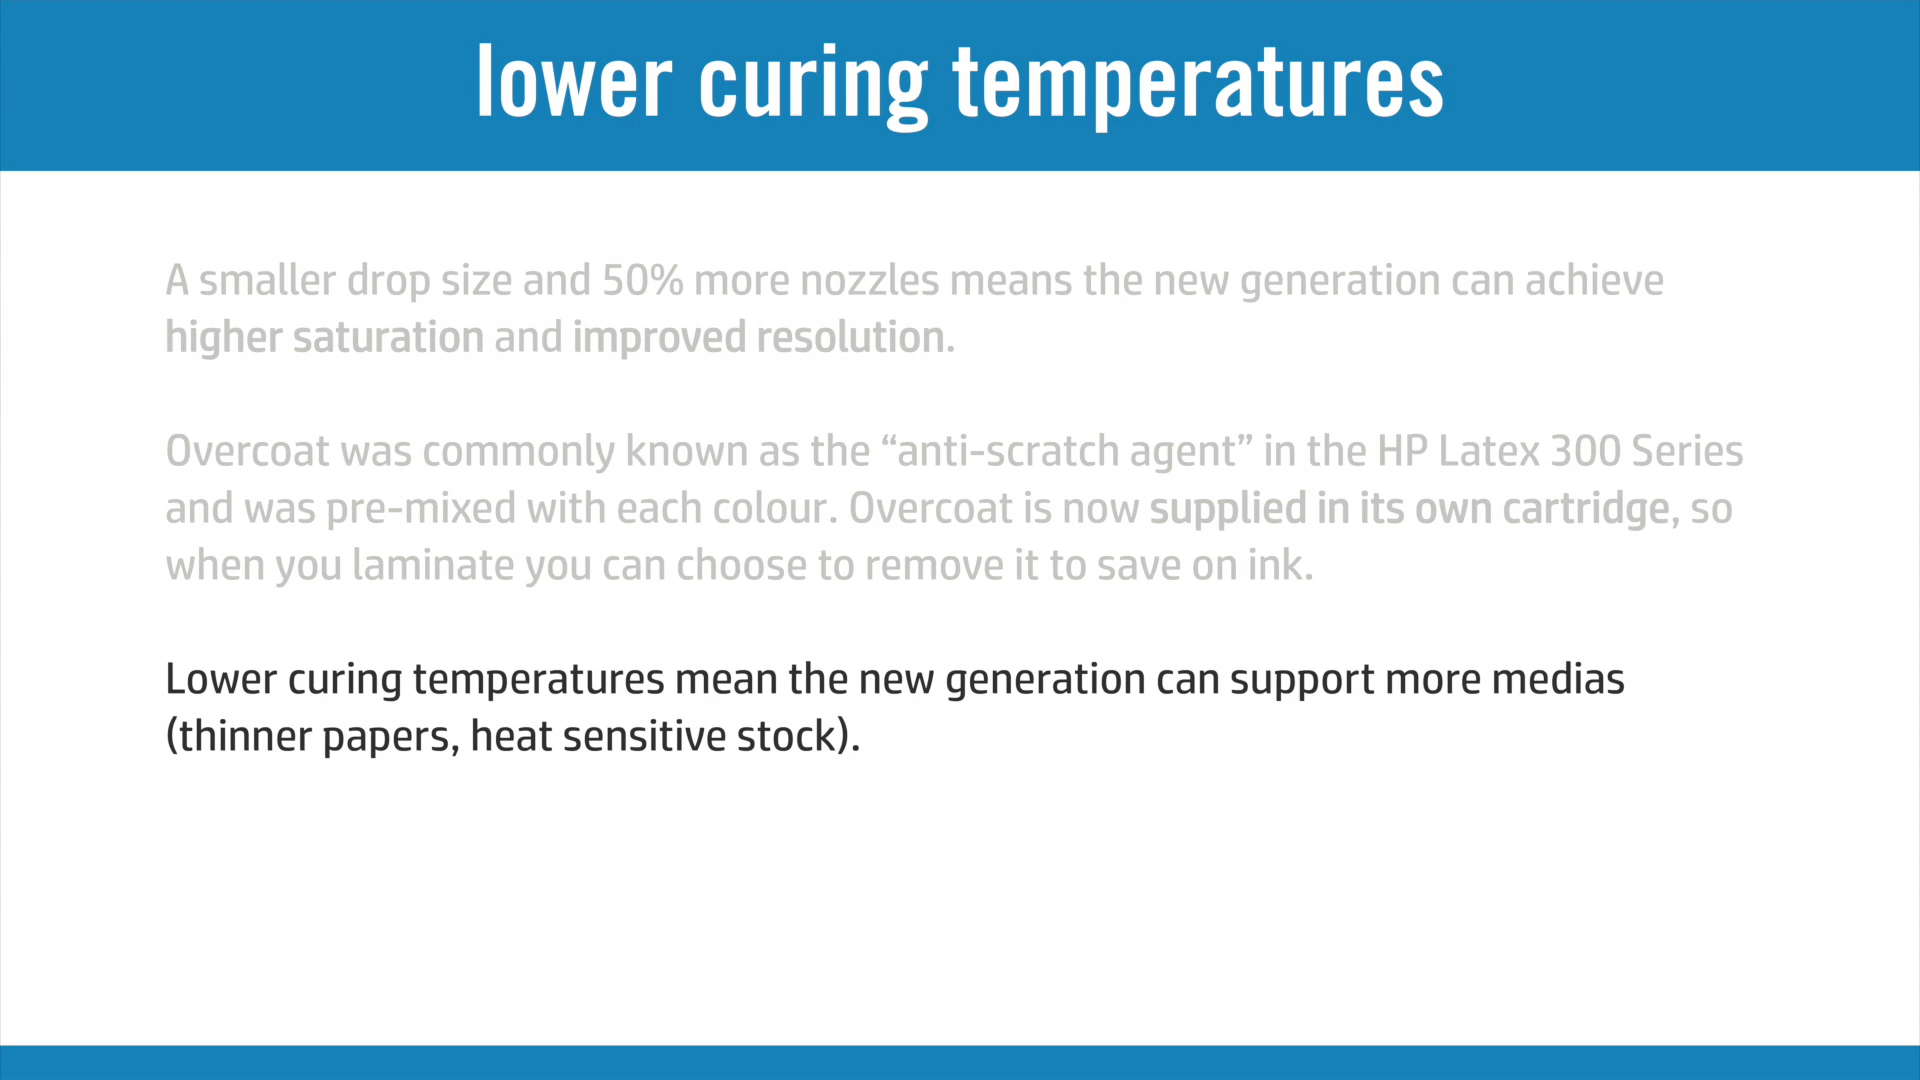 lower curing temperatures
A smaller drop size and 50% more nozzles means the new generation can achieve
higher saturation and improved resolution.
Overcoat was commonly known as the “anti-scratch agent” in the HP Latex 300 Series
and was pre-mixed with each colour. Overcoat is now supplied in its own cartridge, so
when you laminate you can choose to remove it to save on ink.
Lower curing temperatures mean the new generation can support more medias
(thinner papers, heat sensitive stock).